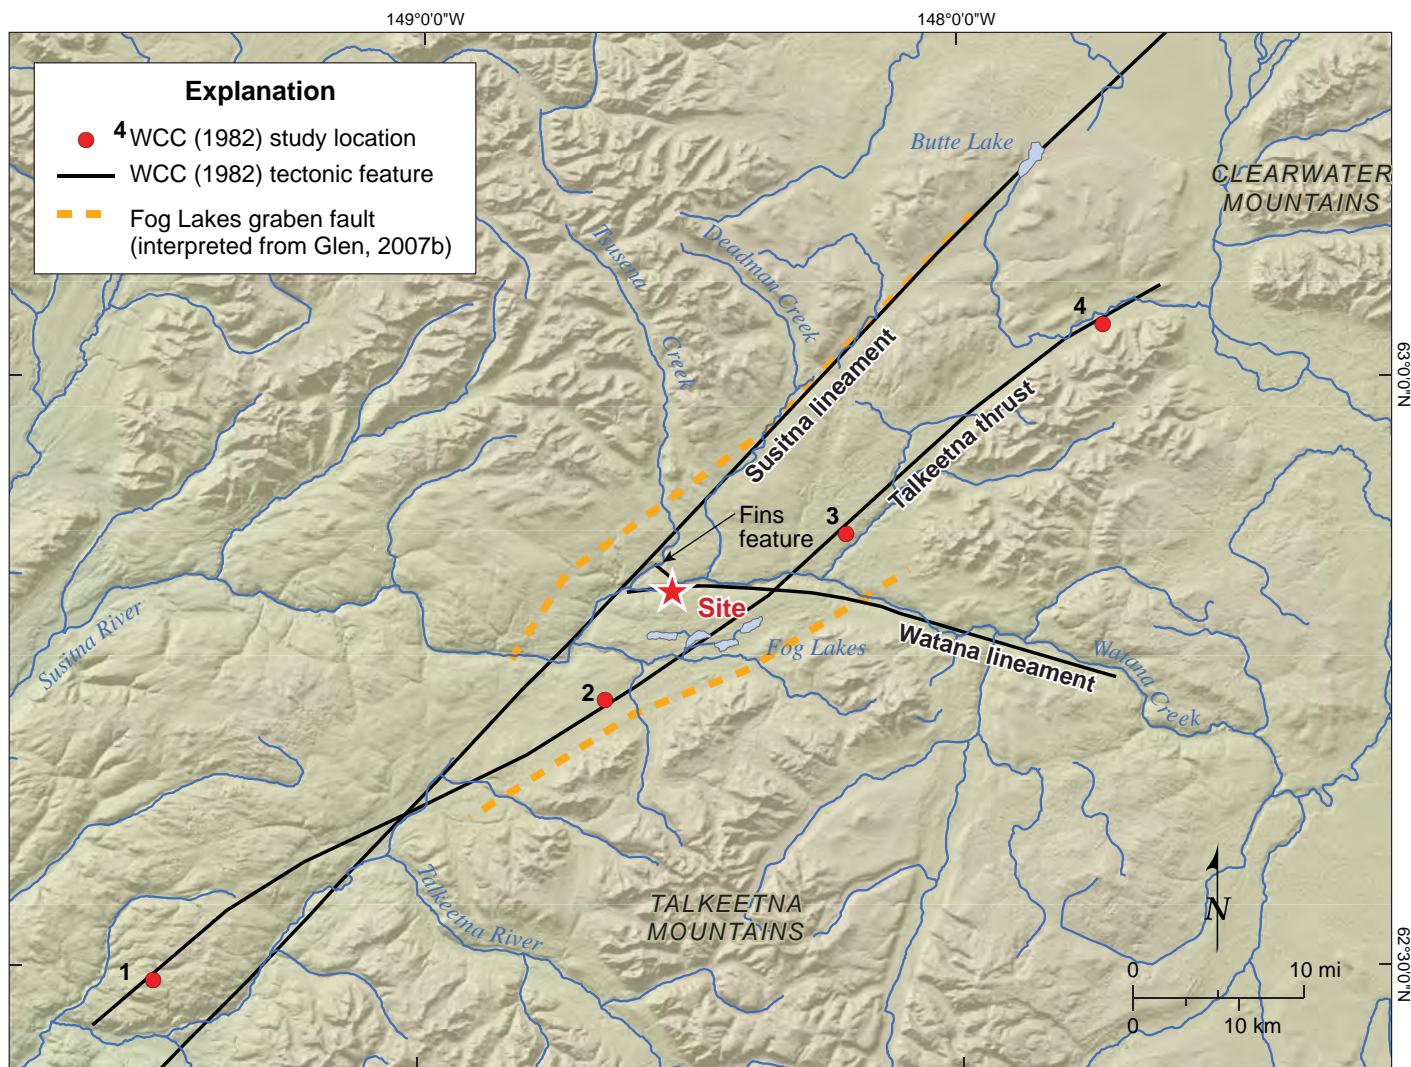 149°0'0"W
148°0'0"W
Explanation
4 WCC (1982) study location
WCC (1982) tectonic feature
Fog Lakes graben fault
(interpreted from Glen, 2007b)
Butte Lake
CLEARWATER
MOUNTAINS
Tsusena
Creek
Deadman Creek
4
63°0'0"N
Susitna lineament
Talkeetna thrust
Fins
feature
3
Site
Susitna River
Fog Lakes
Watana lineament
Watana Creek
2
Talkeetna River
TALKEETNA
MOUNTAINS
N
1
62°30'0"N
0
10 mi
0
10 km